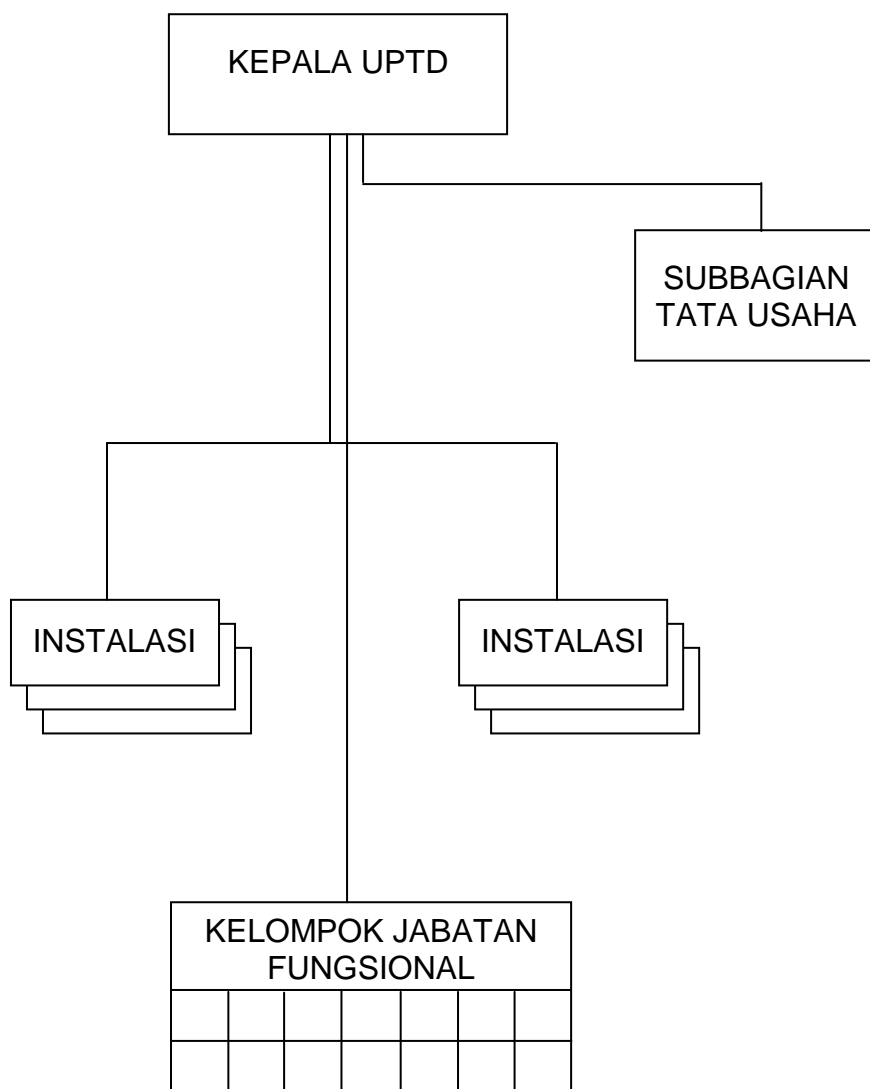 KEPALA UPTD
SUBBAGIAN
TATA USAHA
INSTALASI
INSTALASI
KELOMPOK JABATAN
FUNGSIONAL